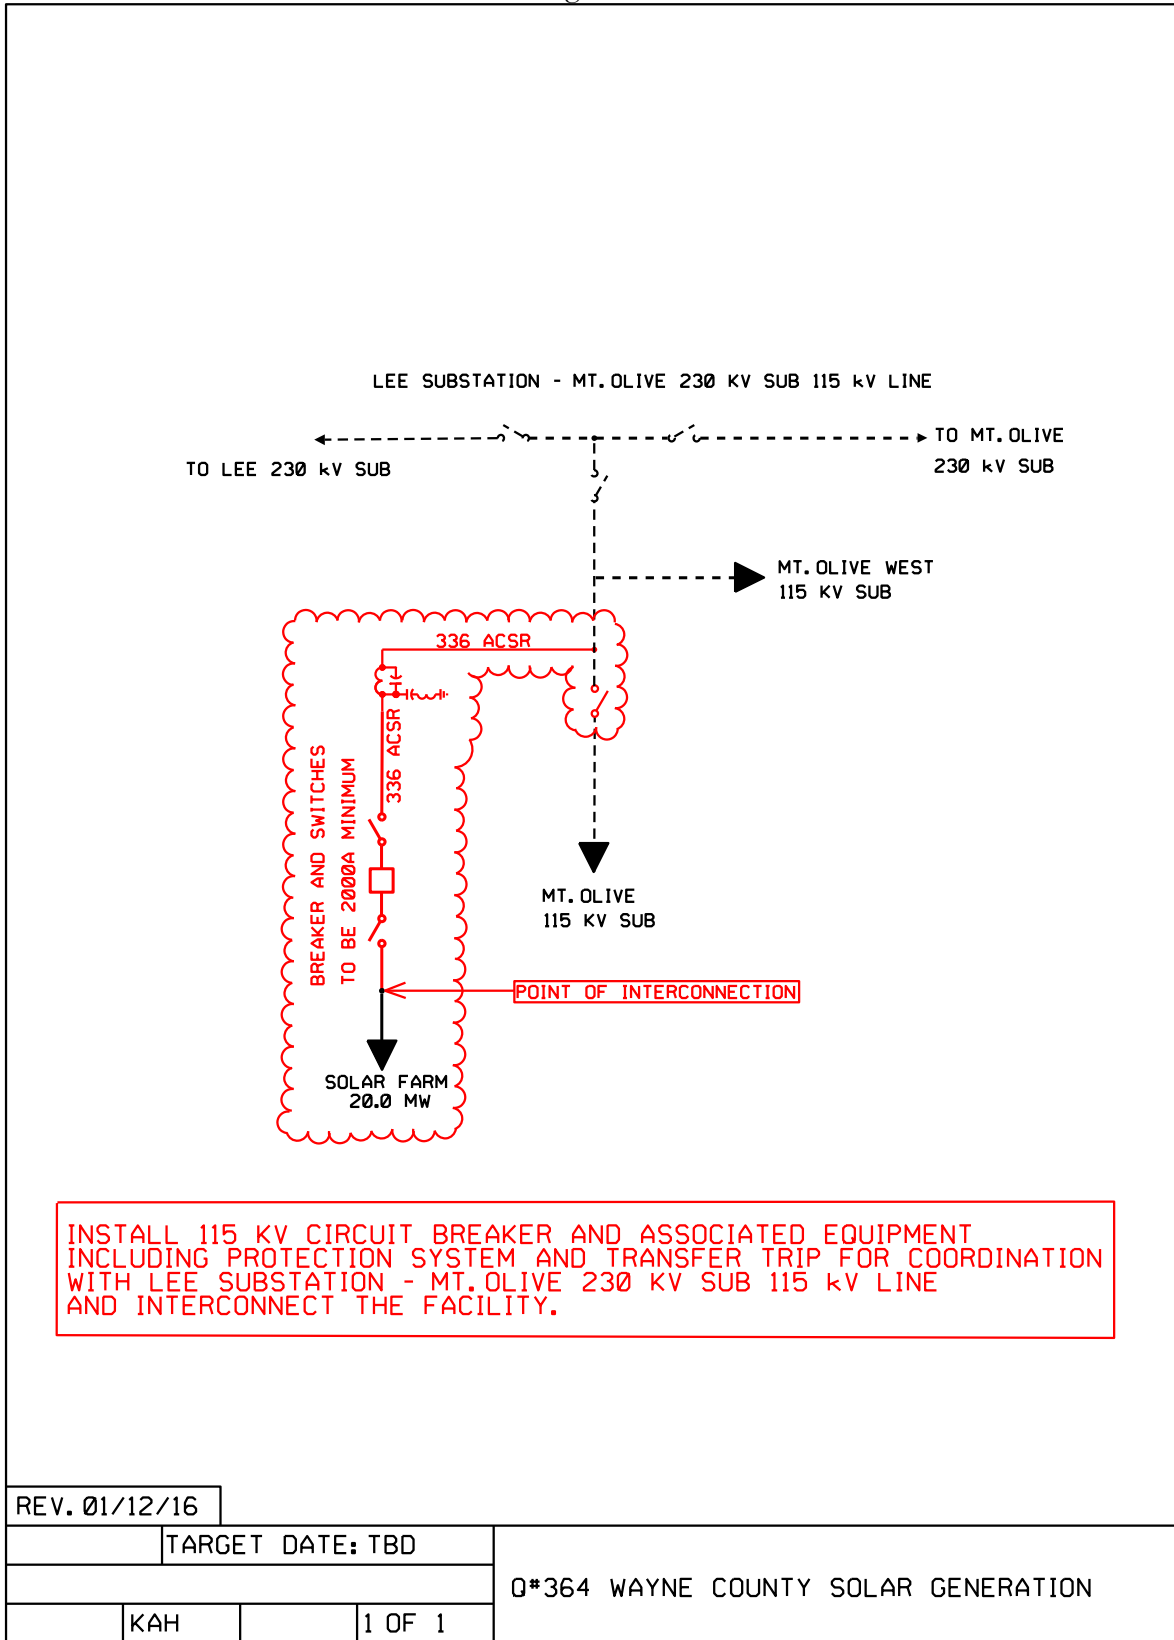 LEE SUBSTATION - MT. OLIVE 230 KV SUB 115 kV LINE
TO MT. OLIVE
230 kV SUB
TO LEE 230 kV SUB
MT. OLIVE WEST
115 KV SUB
336 ACSR
336 ACSR
BREAKER AND SWITCHES
TO BE 2000A MINIMUM
MT. OLIVE
115 KV SUB
POINT OF INTERCONNECTION
SOLAR FARM
20.0 MW
INSTALL 115 KV CIRCUIT BREAKER AND ASSOCIATED EQUIPMENT
INCLUDING PROTECTION SYSTEM AND TRANSFER TRIP FOR COORDINATION
WITH LEE SUBSTATION - MT. OLIVE 230 KV SUB 115 kV LINE
AND INTERCONNECT THE FACILITY.
REV. 01/12/16
TARGET DATE: TBD
Q#364 WAYNE COUNTY SOLAR GENERATION
KAH
1 OF 1